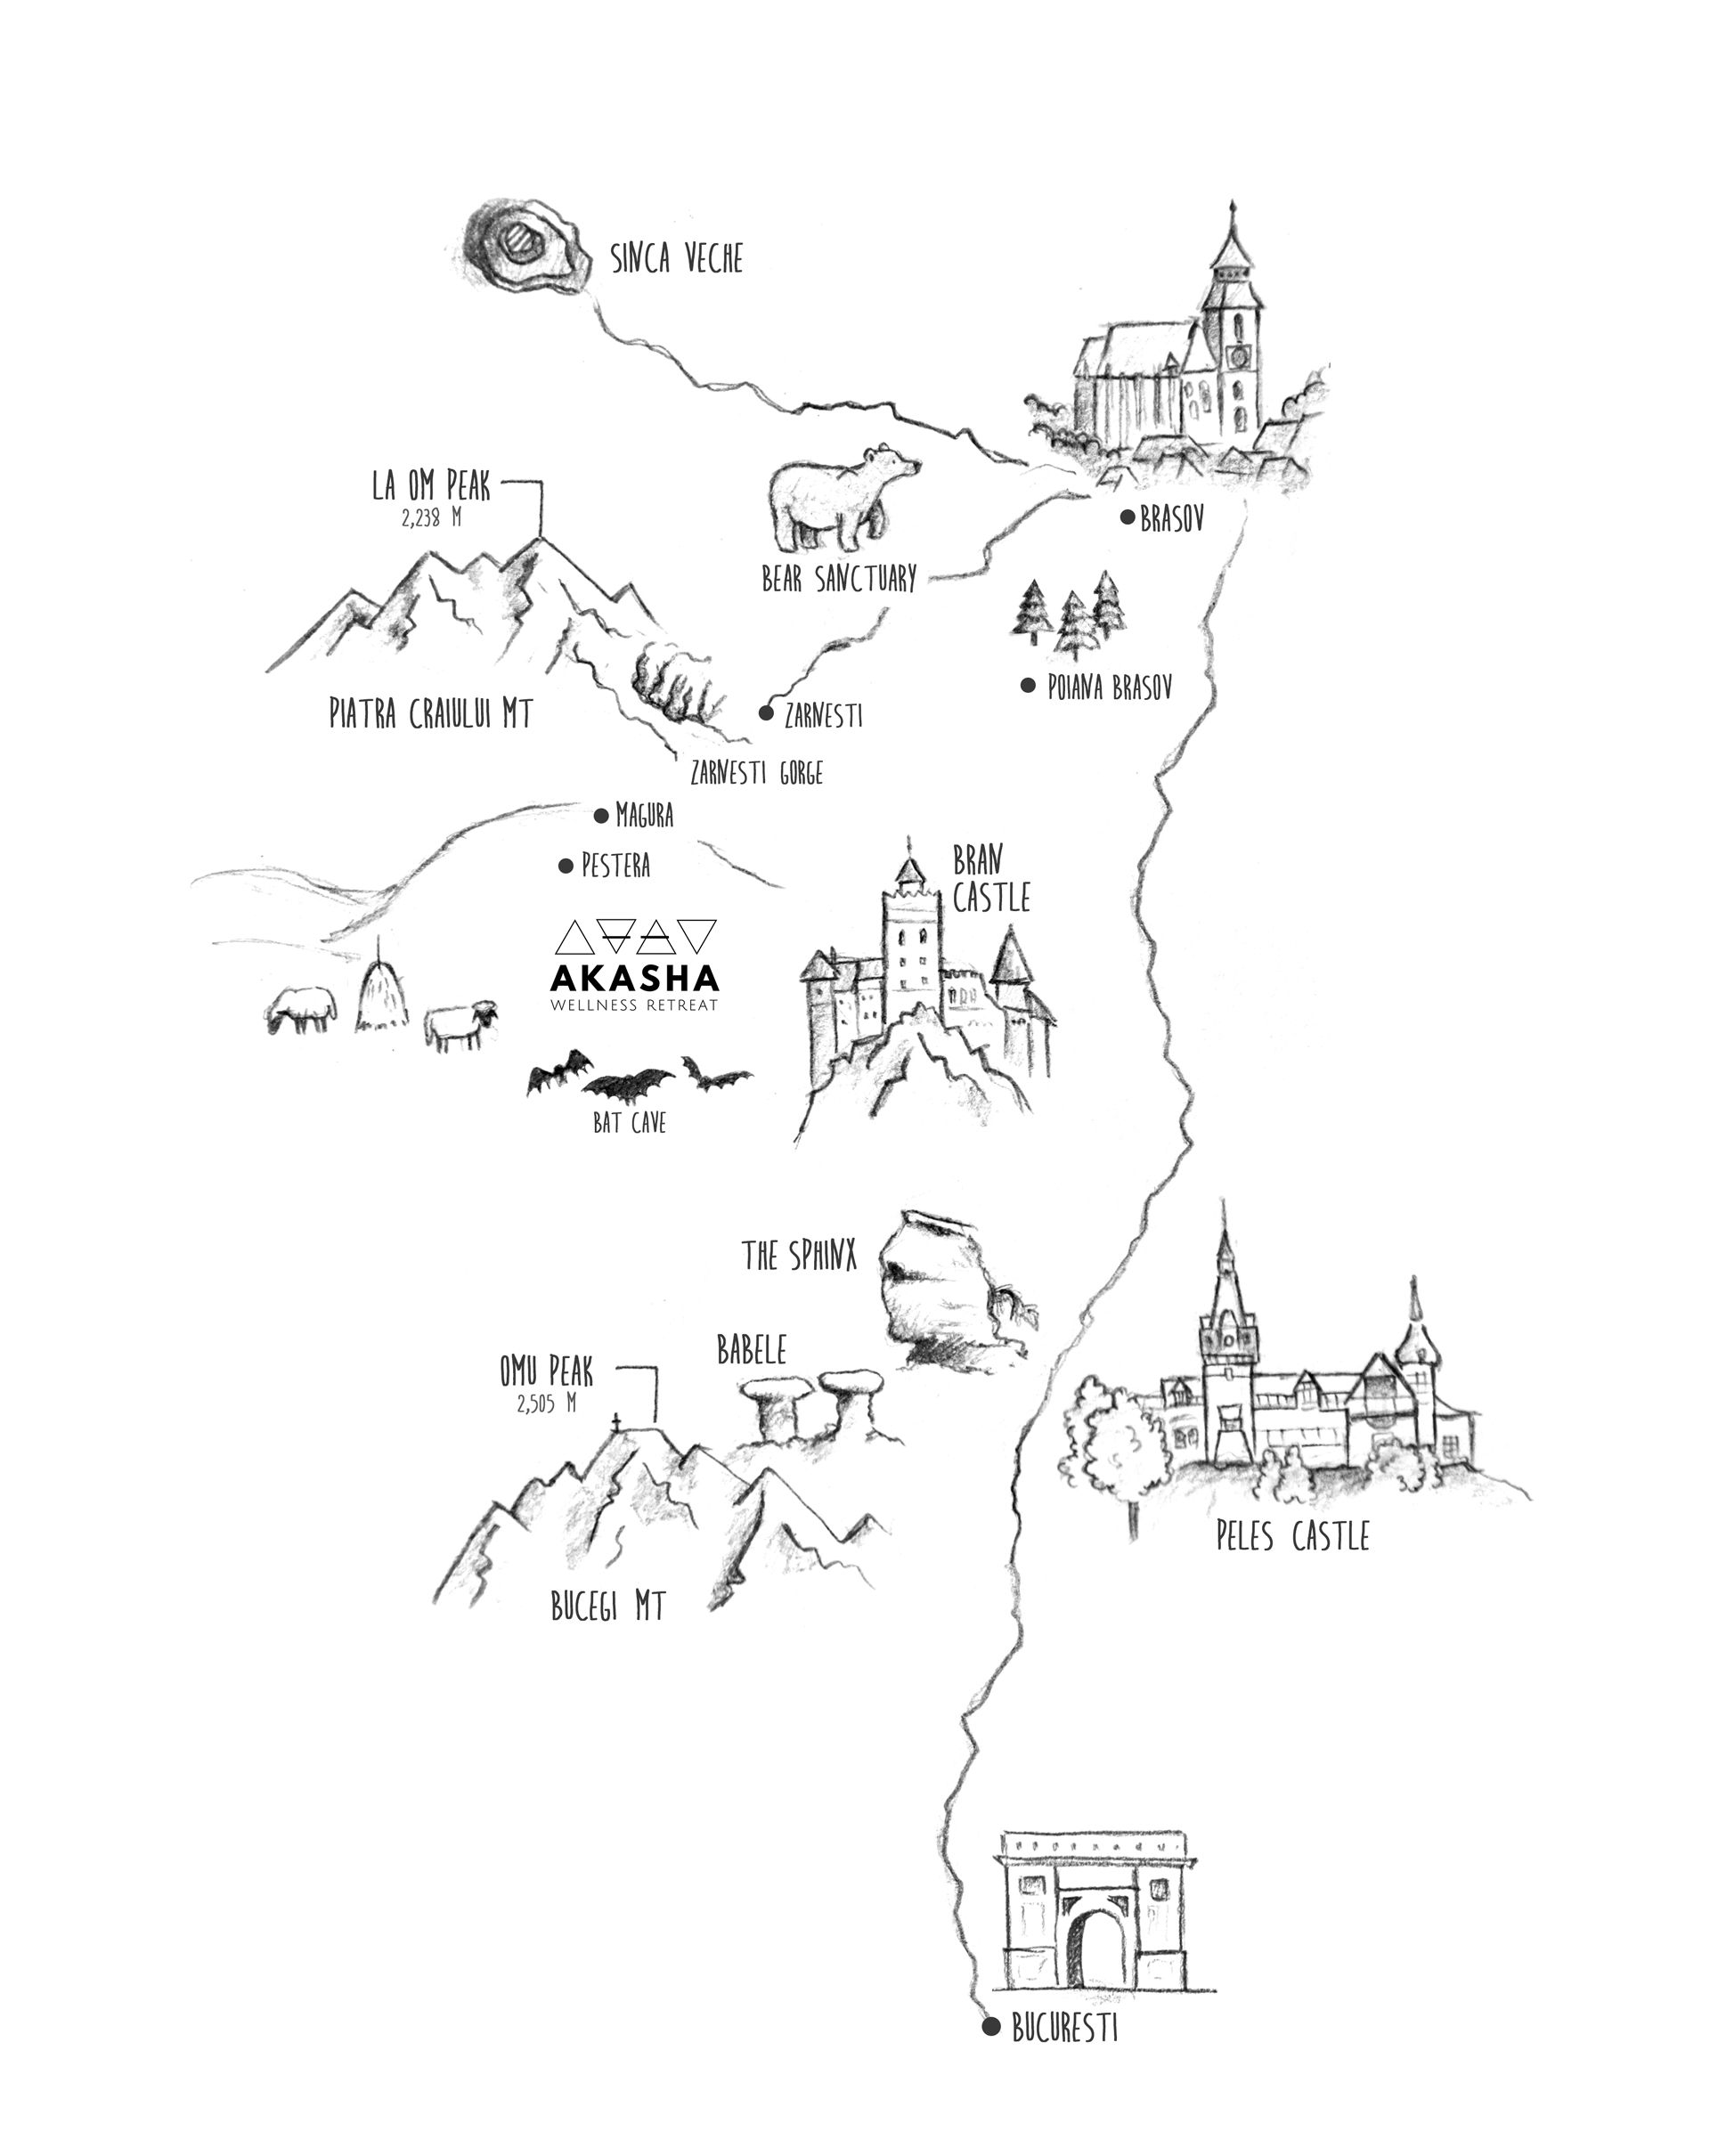 SINCA VECHE
LA OM PEAK
2,238 M
BRASOV
BEAR SANCTUARY
POIANA BRASOV
PIATRA CRAIULUI MT
ZARNESTI
ZARNESTI GORGE
MAGURA
PESTERA
BRAN
CASTLE
AKASHA
WELLNESS RETREAT
BAT CAVE
THE SPHINX
BABELE
OMU PEAK
2,505 M
PELES CASTLE
BUCEGI MT
BUCURESTI